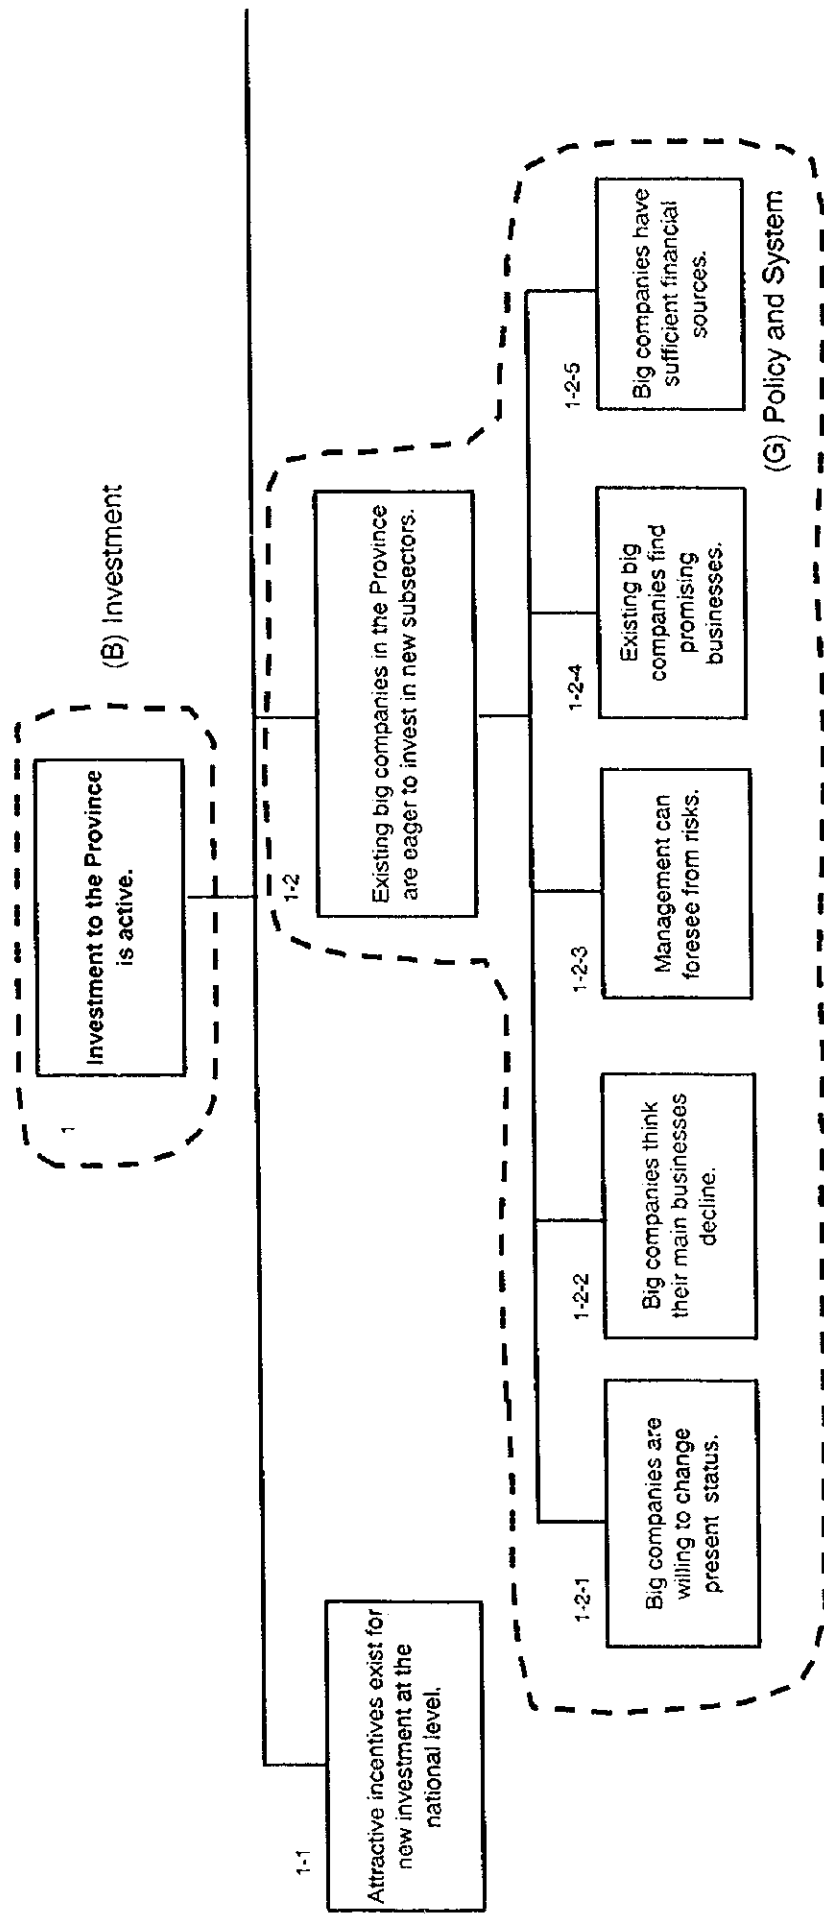 1
Investment to the Province
is active.
(B) Investment
1-1
Attractive incentives exist for
new investment at the
national level.
1-2
Existing big companies in the Province
are eager to invest in new subsectors.
1-2-1
Big companies are
willing to change
present status.
1-2-2
Big companies think
their main businesses
decline.
1-2-3
Management can
foresee from risks.
1-2-4
Existing big
companies find
promising
businesses.
1-2-5
Big companies have
sufficient financial
sources.
(G) Policy and System